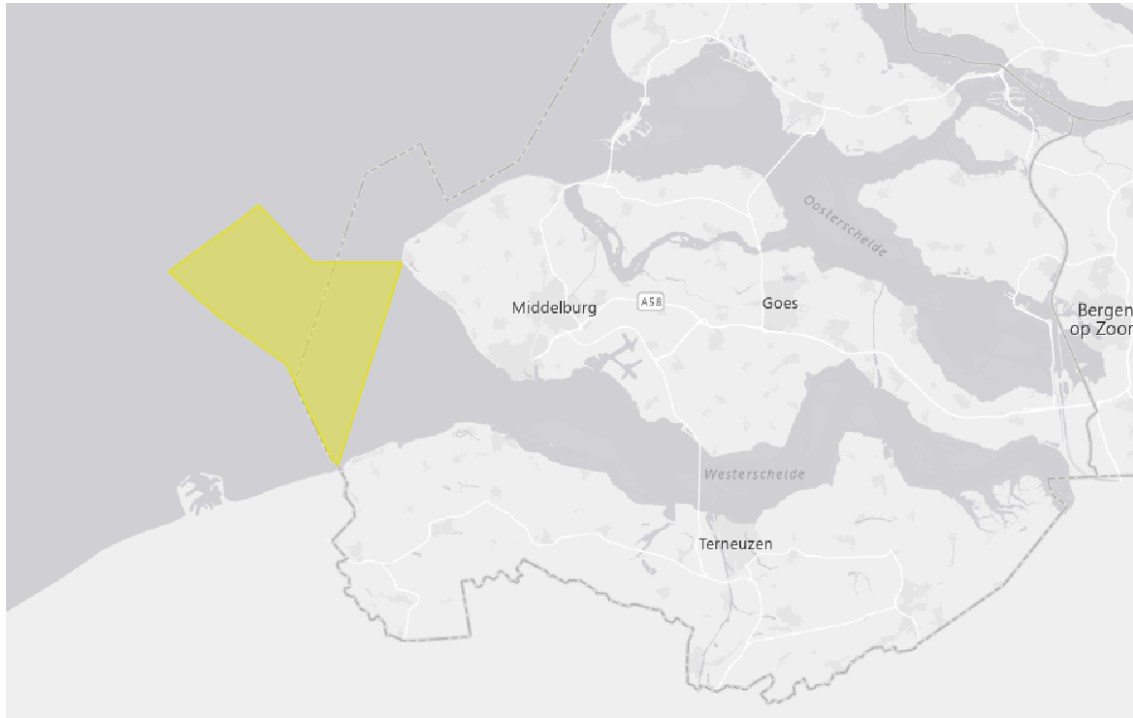 Oosterschelde
Middelburg
A58
Goes
Bergen
op Zoom
Westerschelde
Terneuzen